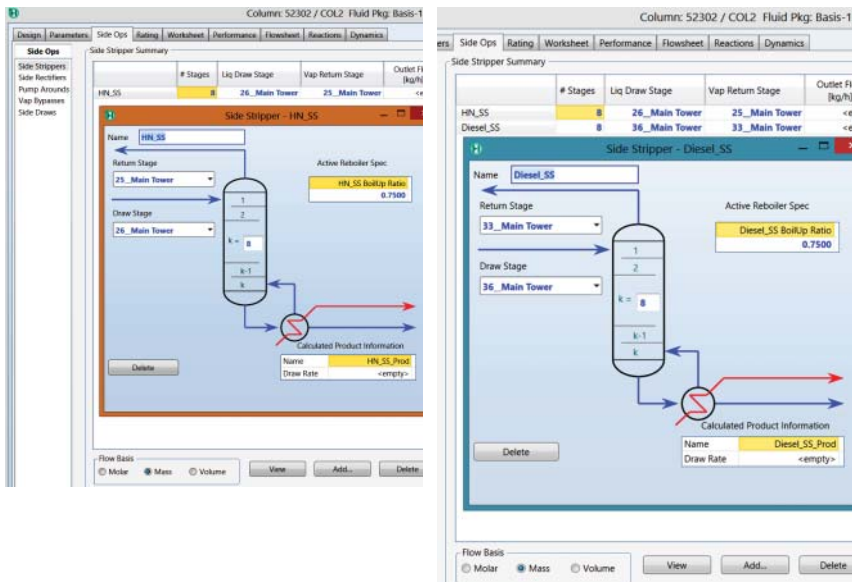 Column: 52302 / COL2 Fluid Pkg: Basis-1
Design Parameters Side Ops Rating Worksheet Performance Flowsheet Reactions Dynamics
Side Ops
Side Strippers
Side Rectifiers
Pump Arounds
Vap Bypasses
Side Draws
Side Stripper Summary
# Stages Liq Draw Stage Vap Return Stage Outlet Fl
[kg/h]
HN_SS 8 26__Main Tower 25__Main Tower <e
Side Stripper - HN_SS
Name HN_SS
Return Stage
25__Main Tower
Draw Stage
26__Main Tower
Active Reboiler Spec
HN_SS BoilUp Ratio
0.7500
1
2
k = 8
k-1
k
Calculated Product Information
Name HN_SS_Prod
Draw Rate <empty>
Delete
Flow Basis
Molar Mass Volume View Add... Delete
Column: 52302 / COL2 Fluid Pkg: Basis-1
ers Side Ops Rating Worksheet Performance Flowsheet Reactions Dynamics
Side Stripper Summary
# Stages Liq Draw Stage Vap Return Stage Outlet Fl
[kg/h]
HN_SS 8 26__Main Tower 25__Main Tower <e
Diesel_SS 8 36__Main Tower 33__Main Tower <e
Side Stripper - Diesel_SS
Name Diesel_SS
Return Stage
33__Main Tower
Draw Stage
36__Main Tower
Active Reboiler Spec
Diesel_SS BoilUp Ratio
0.7500
1
2
k = 8
k-1
k
Calculated Product Information
Name Diesel_SS_Prod
Draw Rate <empty>
Delete
Flow Basis
Molar Mass Volume View Add... Delete